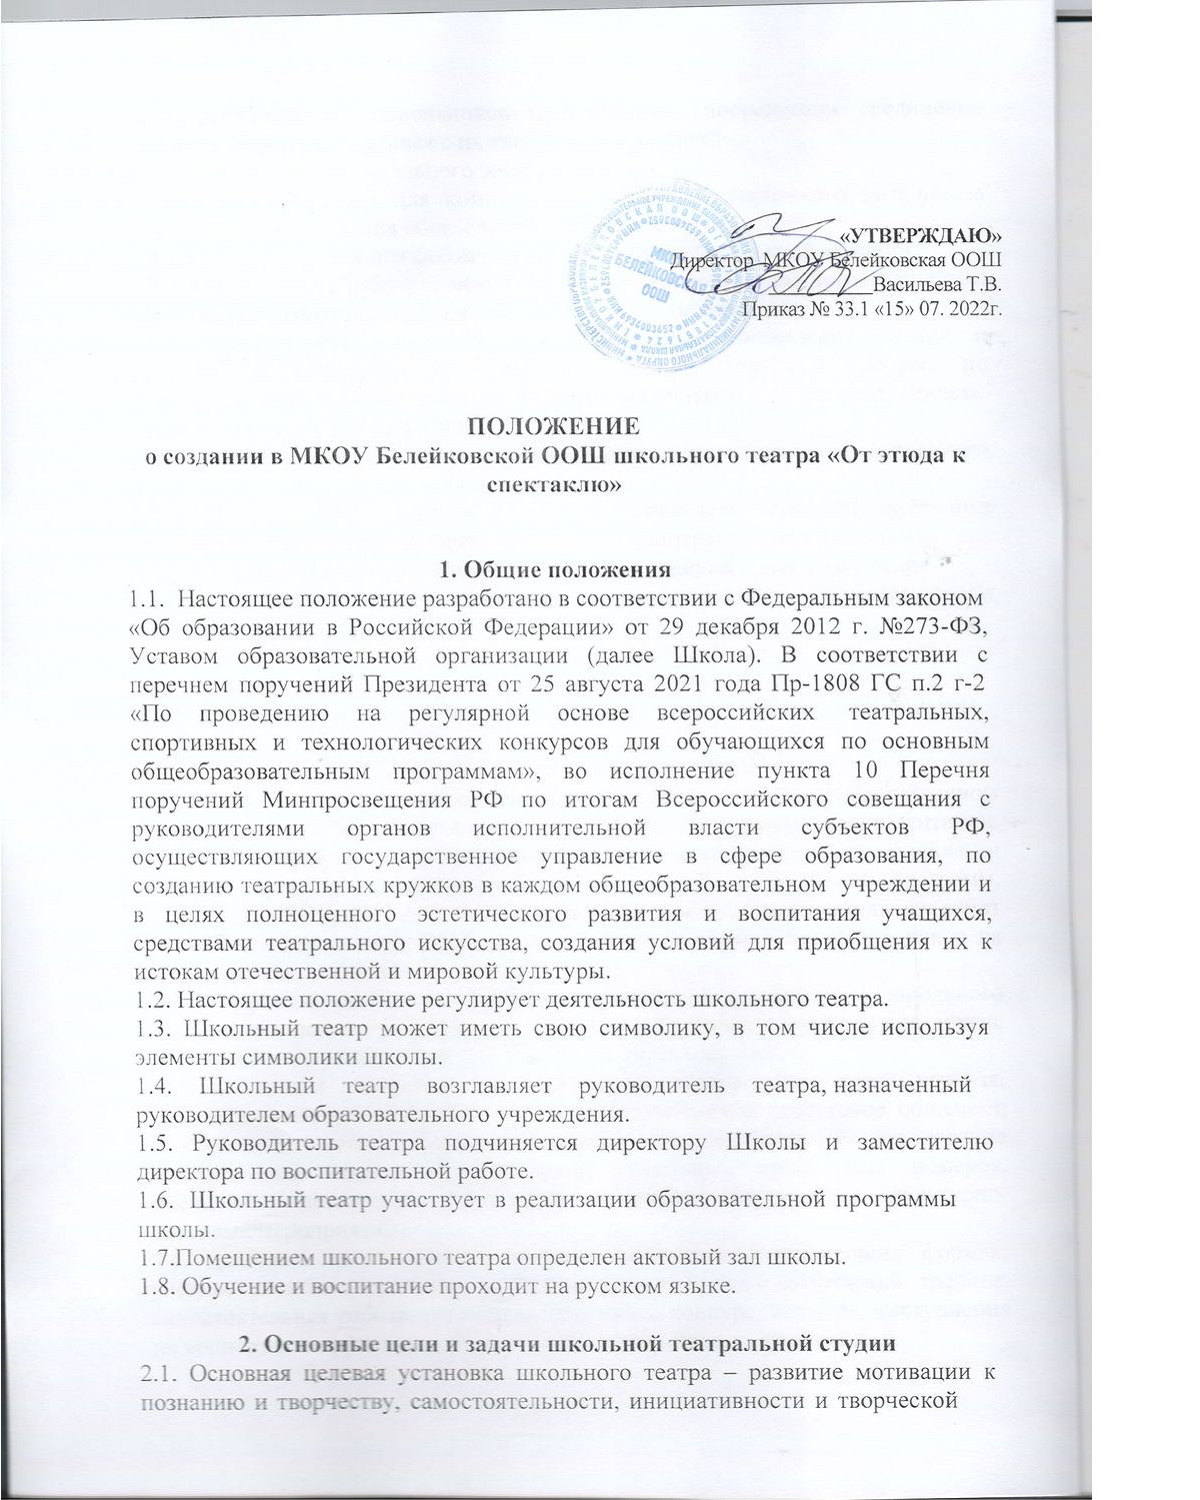 «УТВЕРЖДАЮ»
Директор МКОУ Белейковская ООШ
Васильева Т.В.
Приказ № 33.1 «15» 07. 2022г.
МКОУ
БЕЛЕЙКОВСКАЯ
ООШ
ПОЛОЖЕНИЕ
о создании в МКОУ Белейковской ООШ школьного театра «От этюда к
спектаклю»
1. Общие положения
1.1. Настоящее положение разработано в соответствии с Федеральным законом
«Об образовании в Российской Федерации» от 29 декабря 2012 г. №273-ФЗ,
Уставом образовательной организации (далее Школа). В соответствии с
перечнем поручений Президента от 25 августа 2021 года Пр-1808 ГС п.2 г-2
«По проведению на регулярной основе всероссийских театральных,
спортивных и технологических конкурсов для обучающихся по основным
общеобразовательным программам», во исполнение пункта 10 Перечня
поручений Минпросвещения РФ по итогам Всероссийского совещания с
руководителями органов исполнительной власти субъектов РФ,
осуществляющих государственное управление в сфере образования, по
созданию театральных кружков в каждом общеобразовательном учреждении и
в целях полноценного эстетического развития и воспитания учащихся,
средствами театрального искусства, создания условий для приобщения их к
истокам отечественной и мировой культуры.
1.2. Настоящее положение регулирует деятельность школьного театра.
1.3. Школьный театр может иметь свою символику, в том числе используя
элементы символики школы.
1.4. Школьный театр возглавляет руководитель театра, назначенный
руководителем образовательного учреждения.
1.5. Руководитель театра подчиняется директору Школы и заместителю
директора по воспитательной работе.
1.6. Школьный театр участвует в реализации образовательной программы
школы.
1.7.Помещением школьного театра определен актовый зал школы.
1.8. Обучение и воспитание проходит на русском языке.
2. Основные цели и задачи школьной театральной студии
2.1. Основная целевая установка школьного театра – развитие мотивации к
познанию и творчеству, самостоятельности, инициативности и творческой